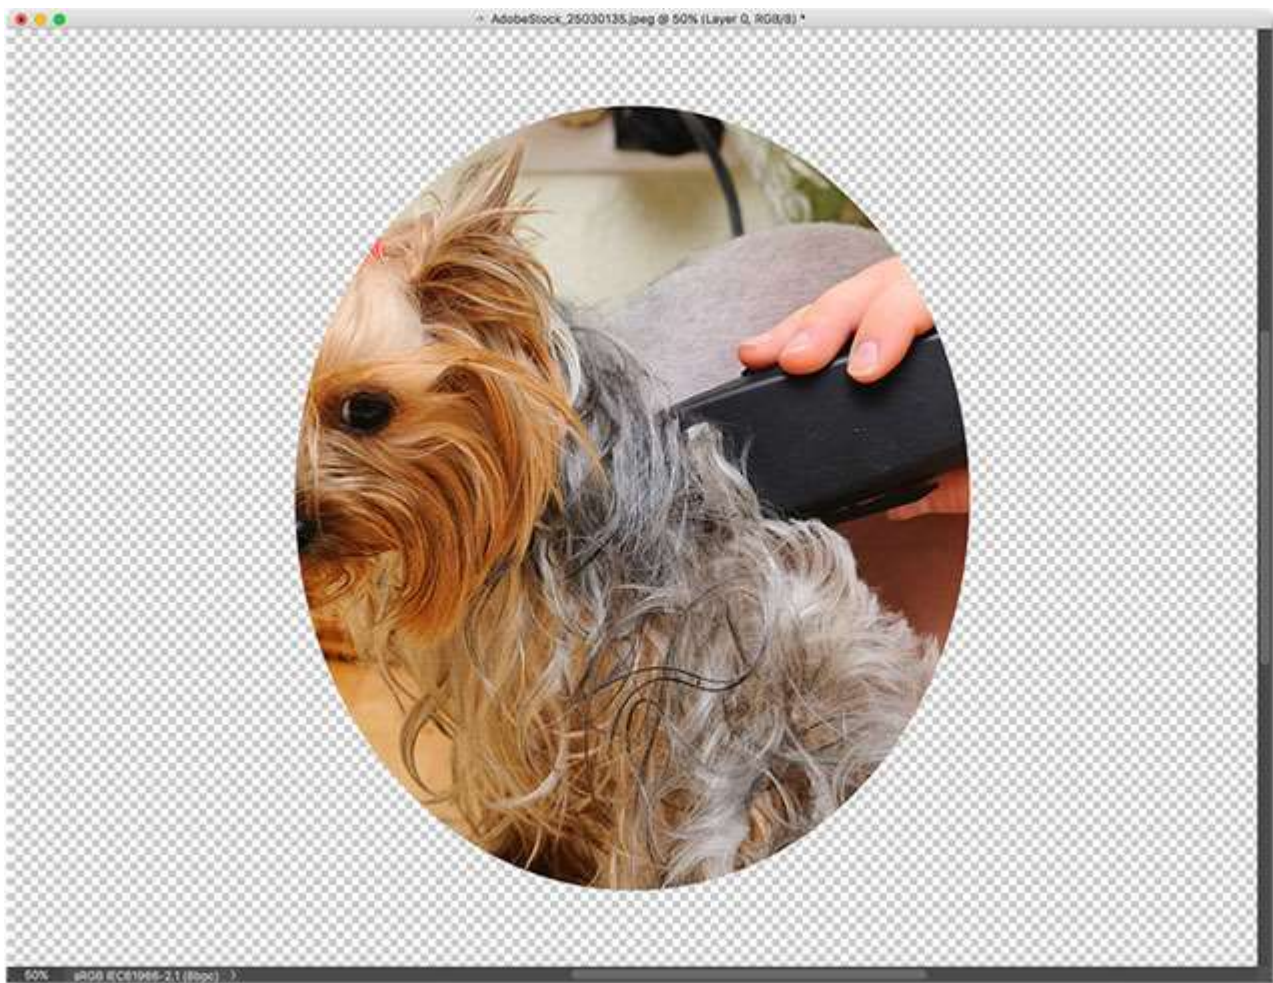 AdobeStock_25030135.jpeg @ 50% (Layer 0, RGB/8) *
50% sRGB IEC61966-2.1 (8bpc) >